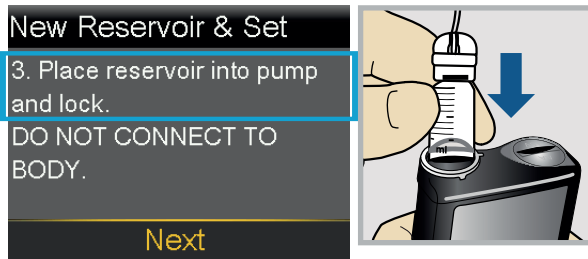 New Reservoir & Set
3. Place reservoir into pump
and lock.
DO NOT CONNECT TO
BODY.
Next
ml